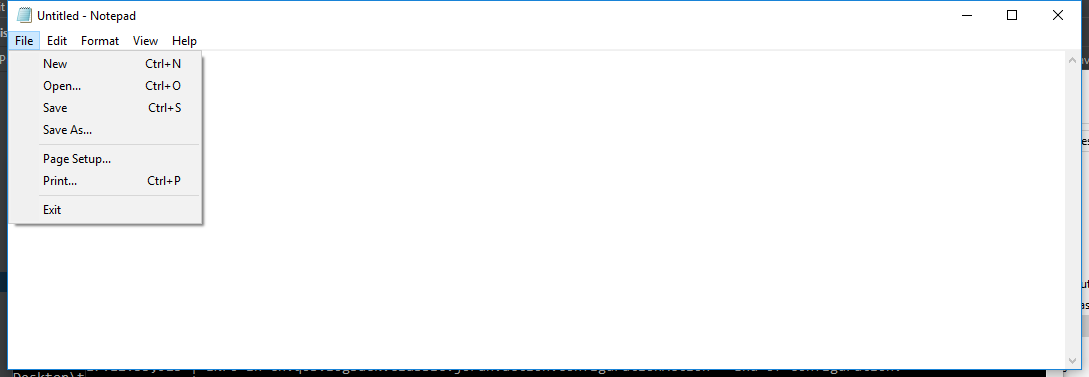 Untitled - Notepad
File Edit Format View Help
New Ctrl+N
Open... Ctrl+O
Save Ctrl+S
Save As...
Page Setup...
Print... Ctrl+P
Exit